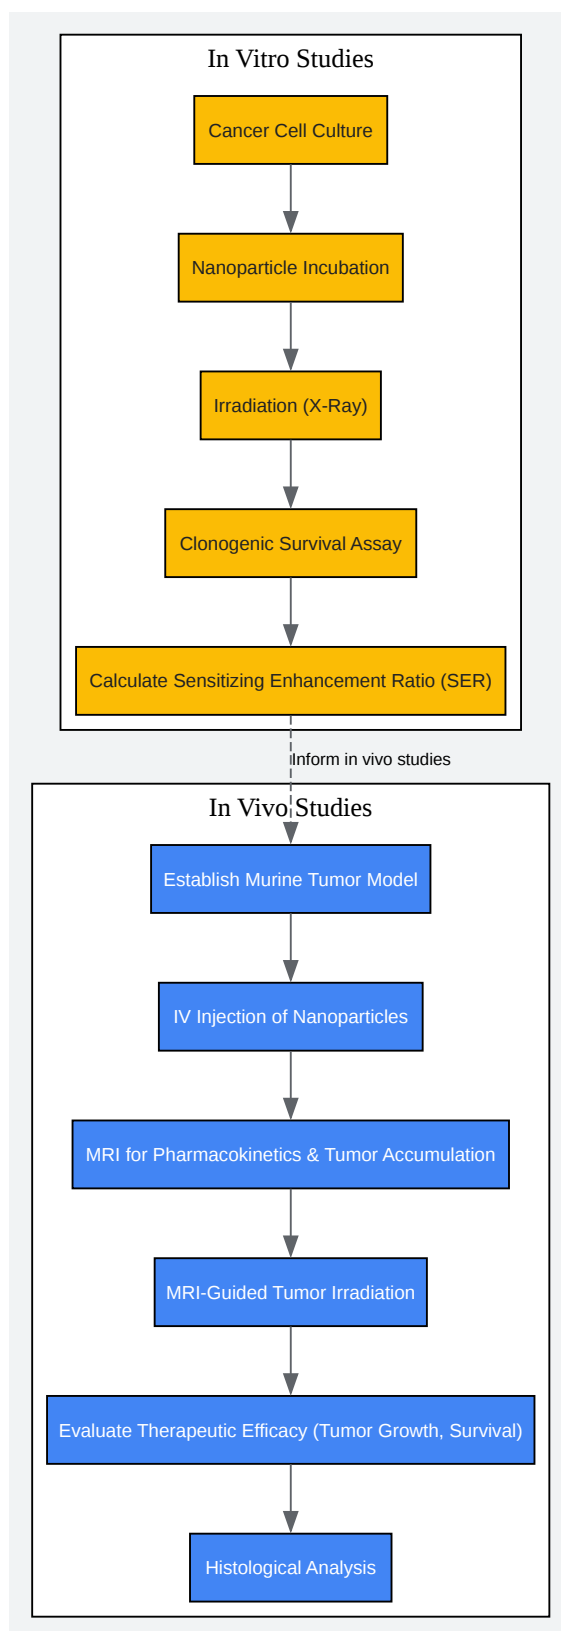 In Vitro Studies
Cancer Cell Culture
Nanoparticle Incubation
Irradiation (X-Ray)
Clonogenic Survival Assay
Calculate Sensitizing Enhancement Ratio (SER)
Inform in vivo studies
In Vivo Studies
Establish Murine Tumor Model
IV Injection of Nanoparticles
MRI for Pharmacokinetics & Tumor Accumulation
MRI-Guided Tumor Irradiation
Evaluate Therapeutic Efficacy (Tumor Growth, Survival)
Histological Analysis